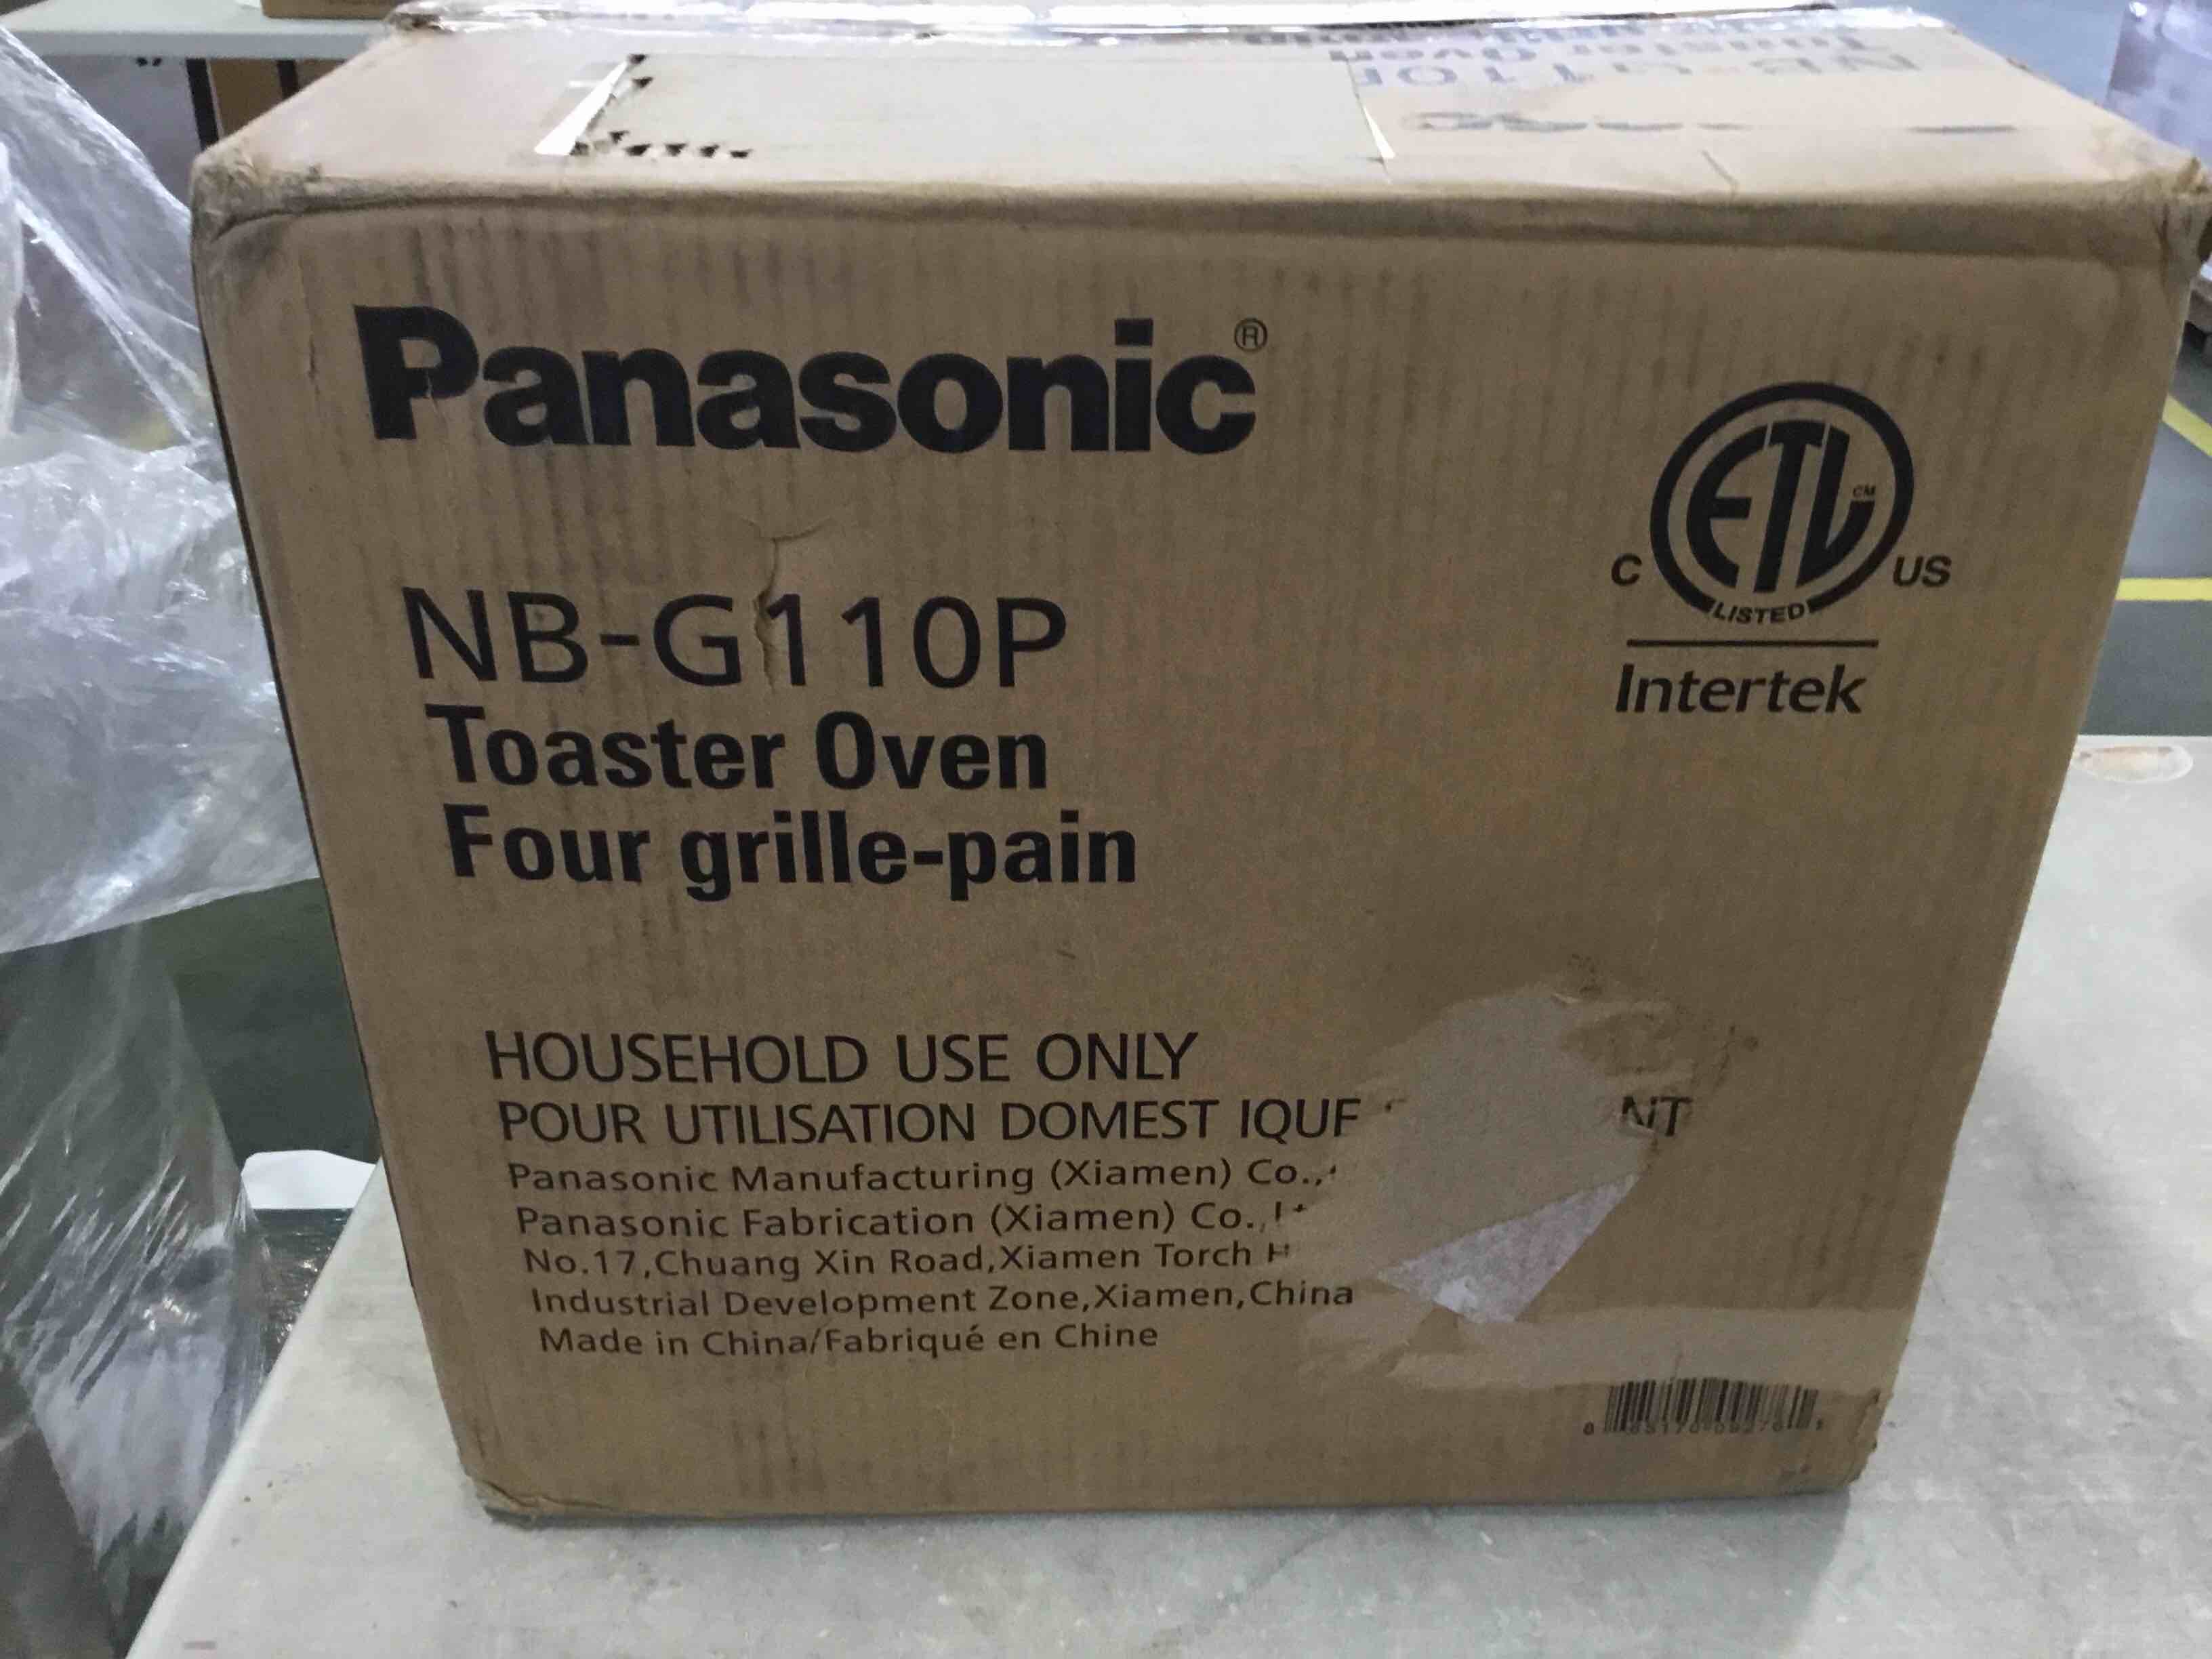 Panasonic®
NB-G110P
Toaster Oven
Four grille-pain
C ETL CM US
LISTED
Intertek
HOUSEHOLD USE ONLY
POUR UTILISATION DOMEST IQUE
Panasonic Manufacturing (Xiamen) Co.,
Panasonic Fabrication (Xiamen) Co.,
No.17,Chuang Xin Road,Xiamen Torch
Industrial Development Zone,Xiamen,China
Made in China/Fabriqué en Chine